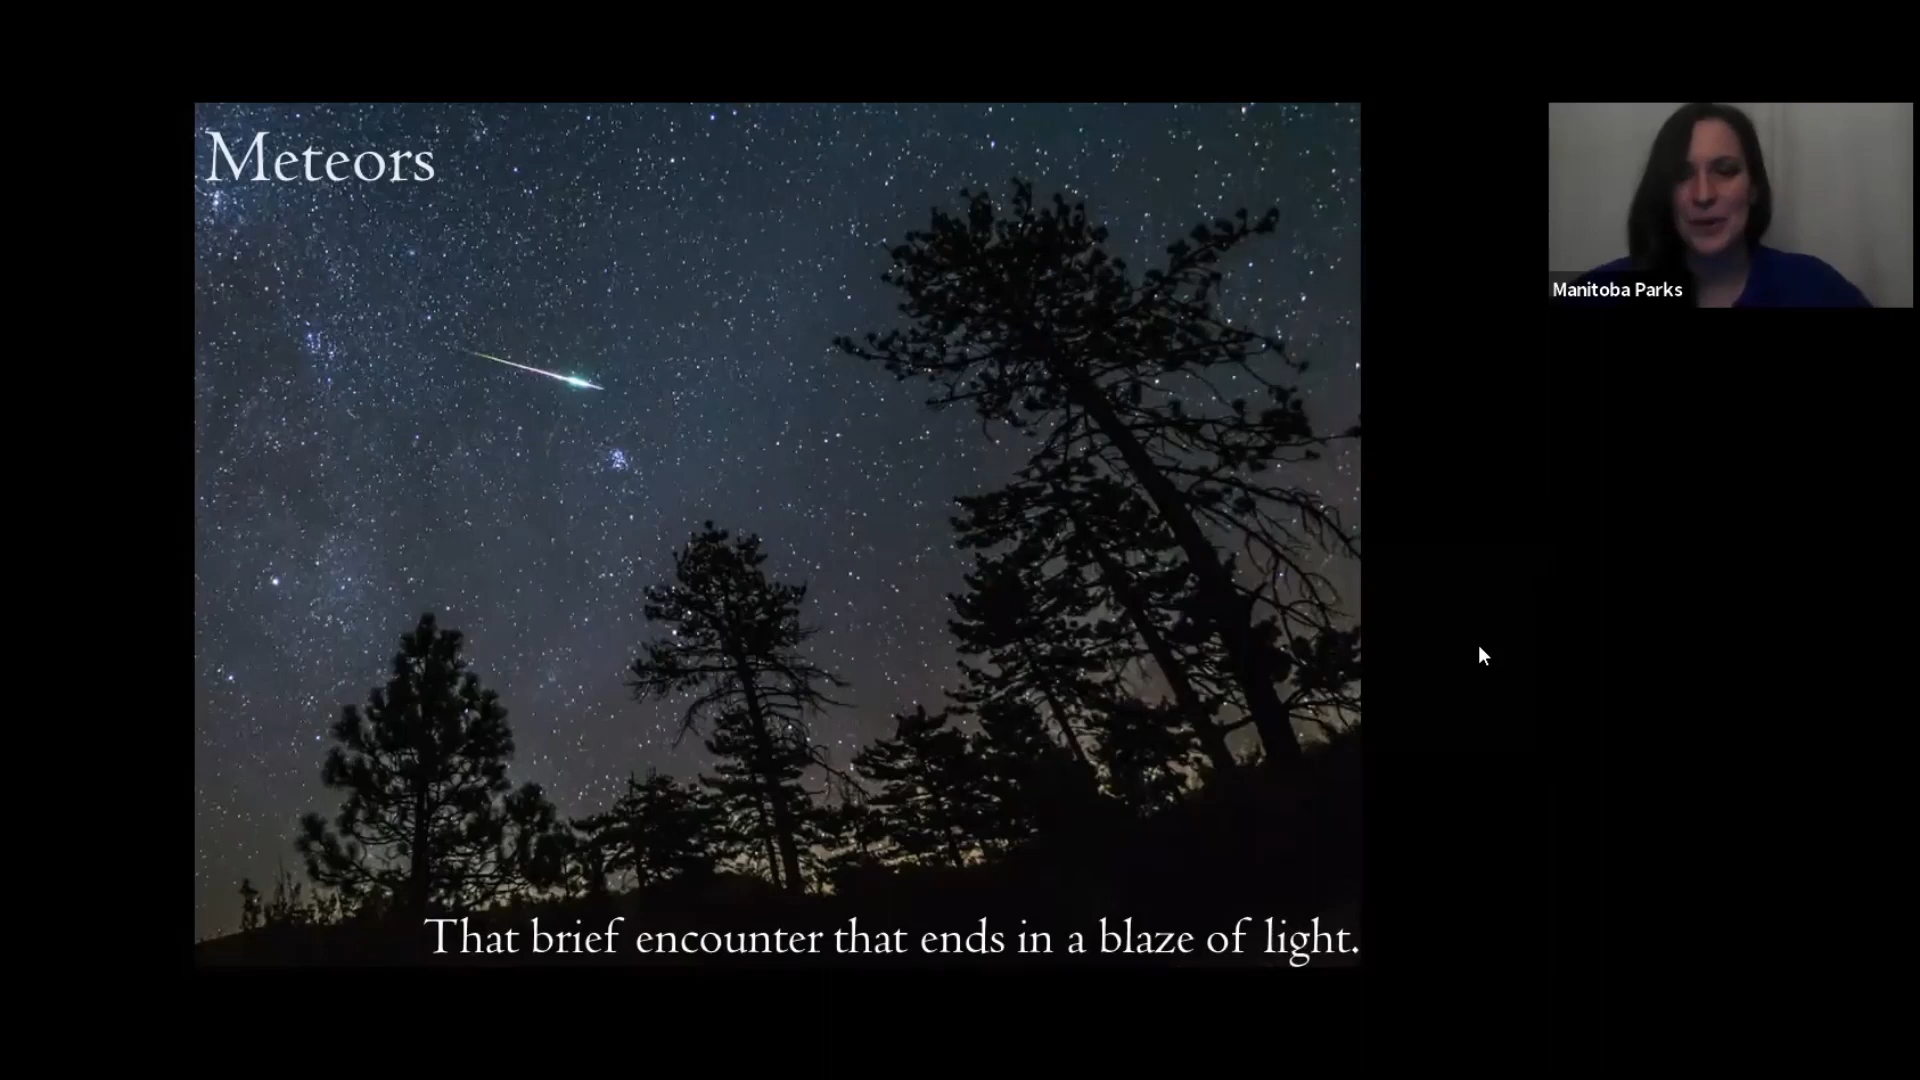 Meteors
Manitoba Parks
That brief encounter that ends in a blaze of light.